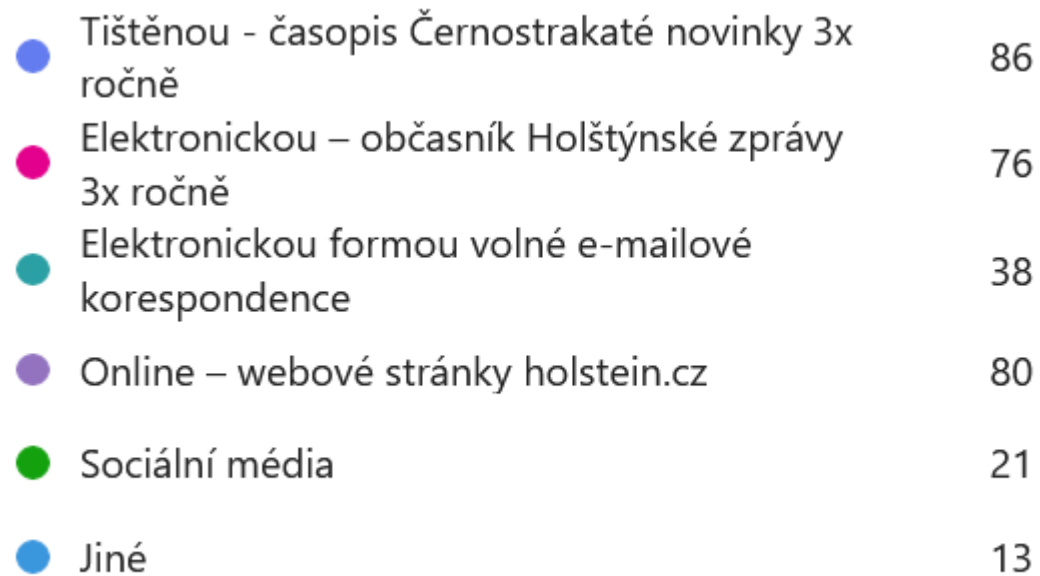 Tištěnou - časopis Černostrakaté novinky 3x
ročně
86
Elektronickou – občasník Holštýnské zprávy
3x ročně
76
Elektronickou formou volné e-mailové
korespondence
38
Online – webové stránky holstein.cz
80
Sociální média
21
Jiné
13